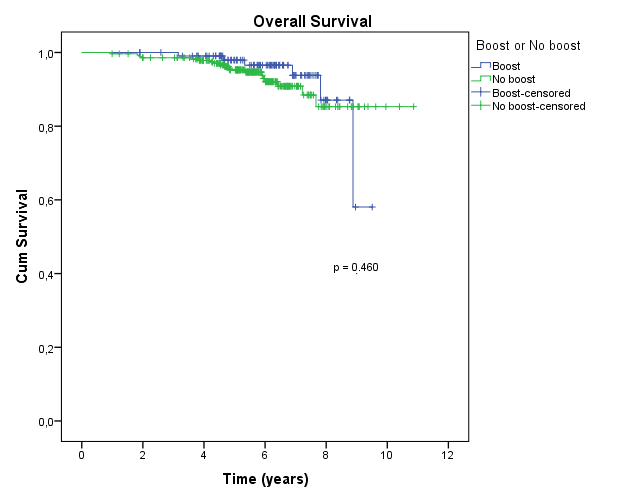 Overall Survival
Boost or No boost
Boost
No boost
Boost-censored
No boost-censored
1,0
0,8
0,6
0,4
0,2
0,0
Cum Survival
p = 0.460
0 2 4 6 8 10 12
Time (years)